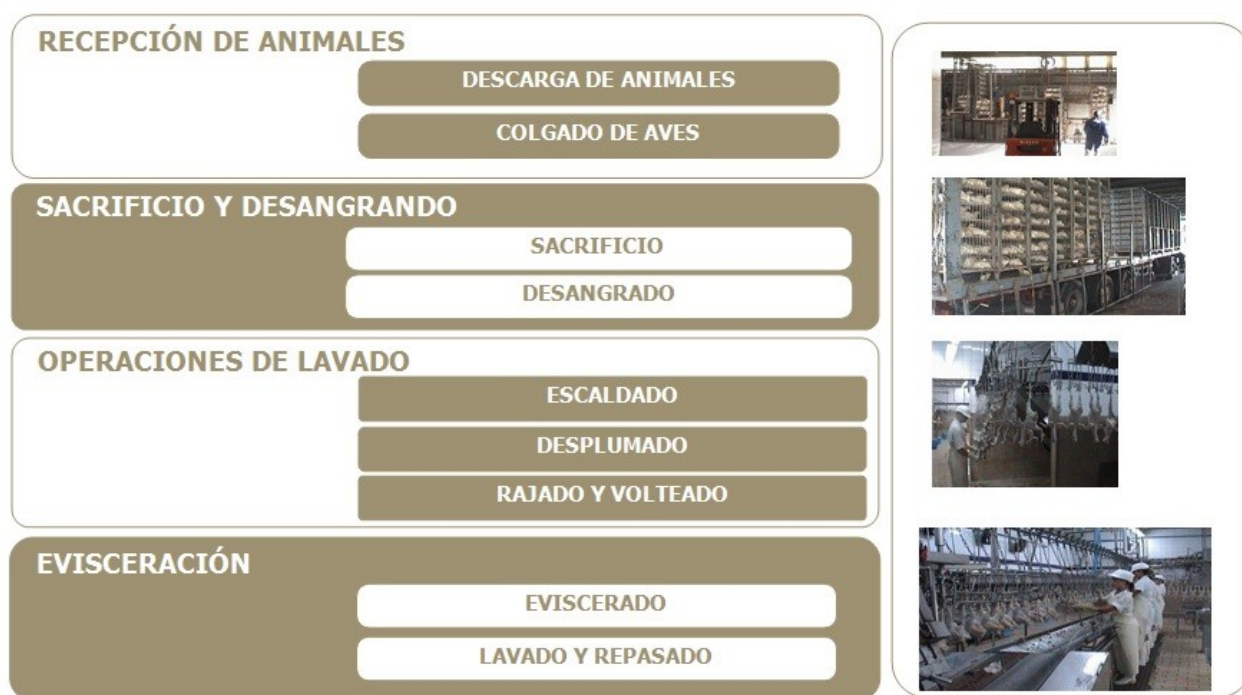 RECEPCIÓN DE ANIMALES
DESCARGA DE ANIMALES
COLGADO DE AVES
SACRIFICIO Y DESANGRANDO
SACRIFICIO
DESANGRADO
OPERACIONES DE LAVADO
ESCALDADO
DESPLUMADO
RAJADO Y VOLTEADO
EVISCERACIÓN
EVISCERADO
LAVADO Y REPASADO